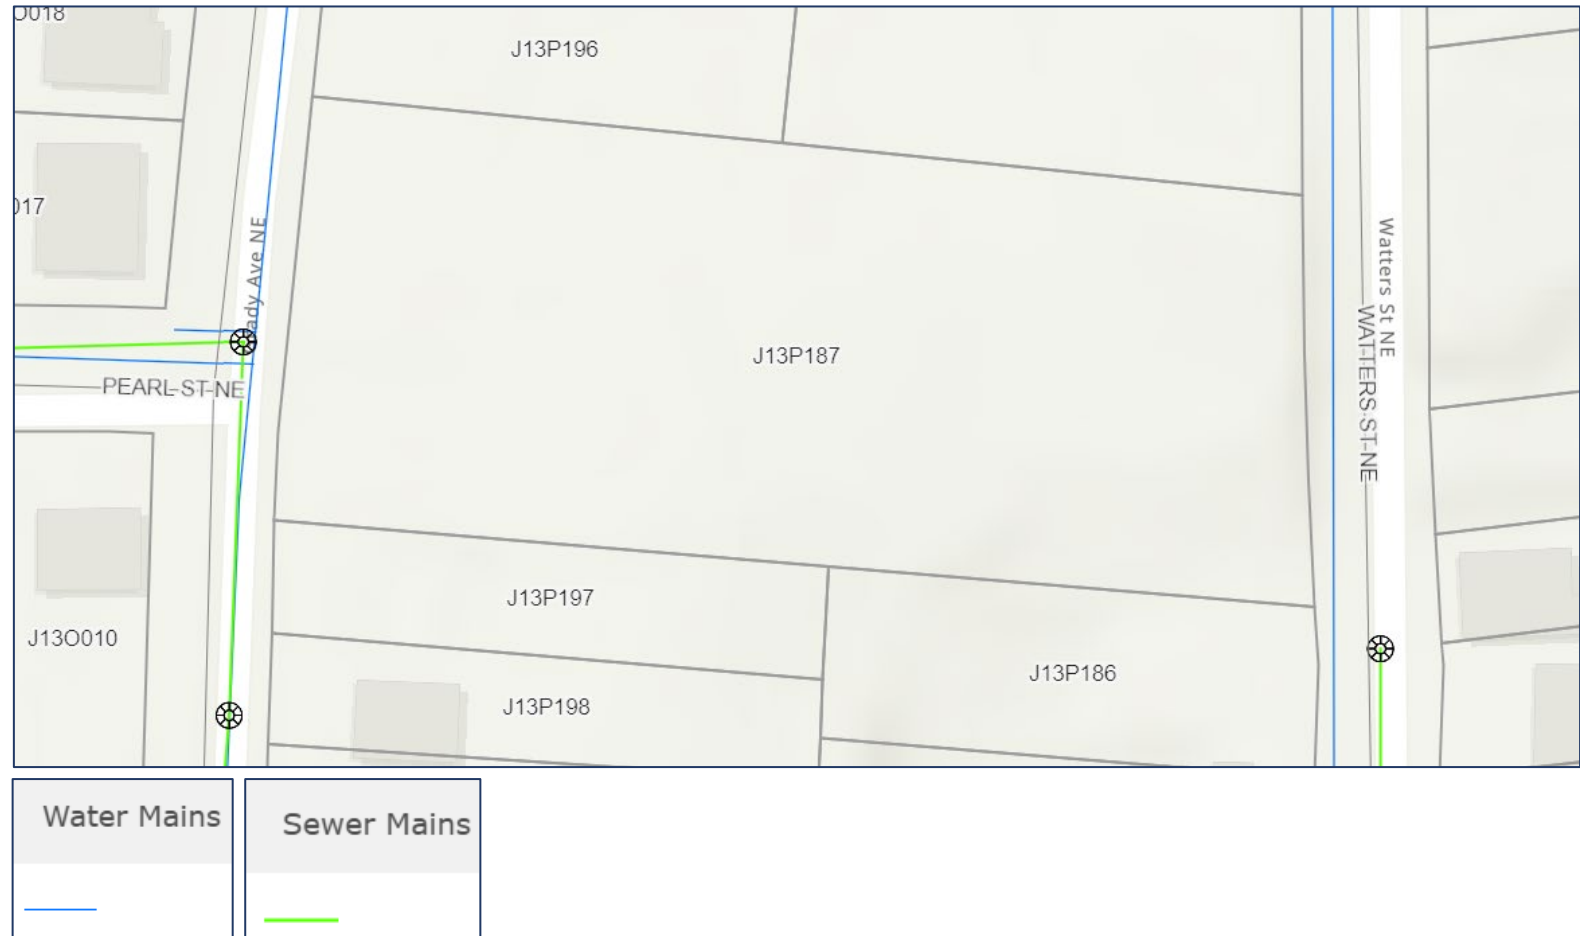 J13P196
Watters St NE
J13P187
WATTERS ST NE
PEARL ST NE
J13P197
J13O010
J13P186
J13P198
Water Mains
Sewer Mains